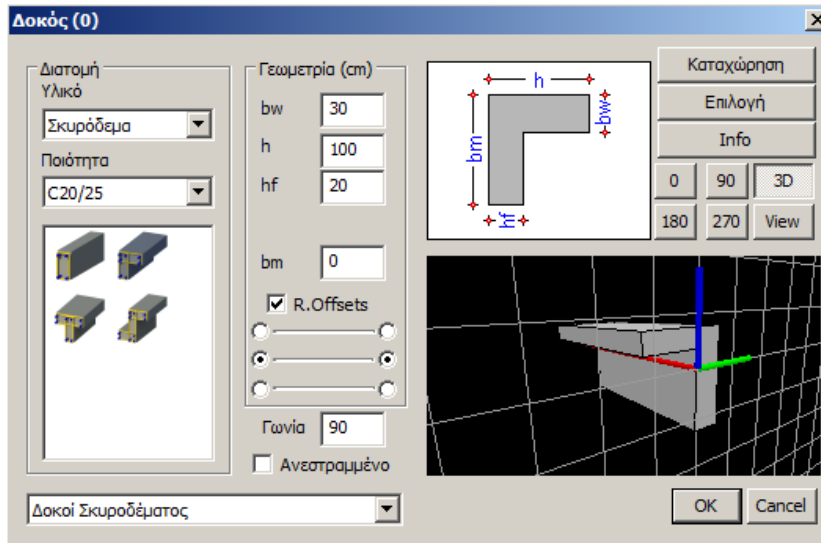 Δοκός (0)
Διατομή
Υλικό
Σκυρόδεμα
Ποιότητα
C20/25
Γεωμετρία (cm)
bw 30
h 100
hf 20
bm 0
R.Offsets
Γωνία 90
Ανεστραμμένο
h
bm
bw
hf
Καταχώρηση
Επιλογή
Info
0 90 3D
180 270 View
Δοκοί Σκυροδέματος
OK Cancel